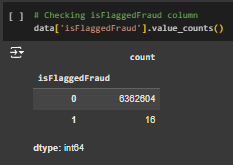 [ ] # Checking isFlaggedFraud column
data['isFlaggedFraud'].value_counts()
count
isFlaggedFraud
0 6362604
1 16
dtype: int64